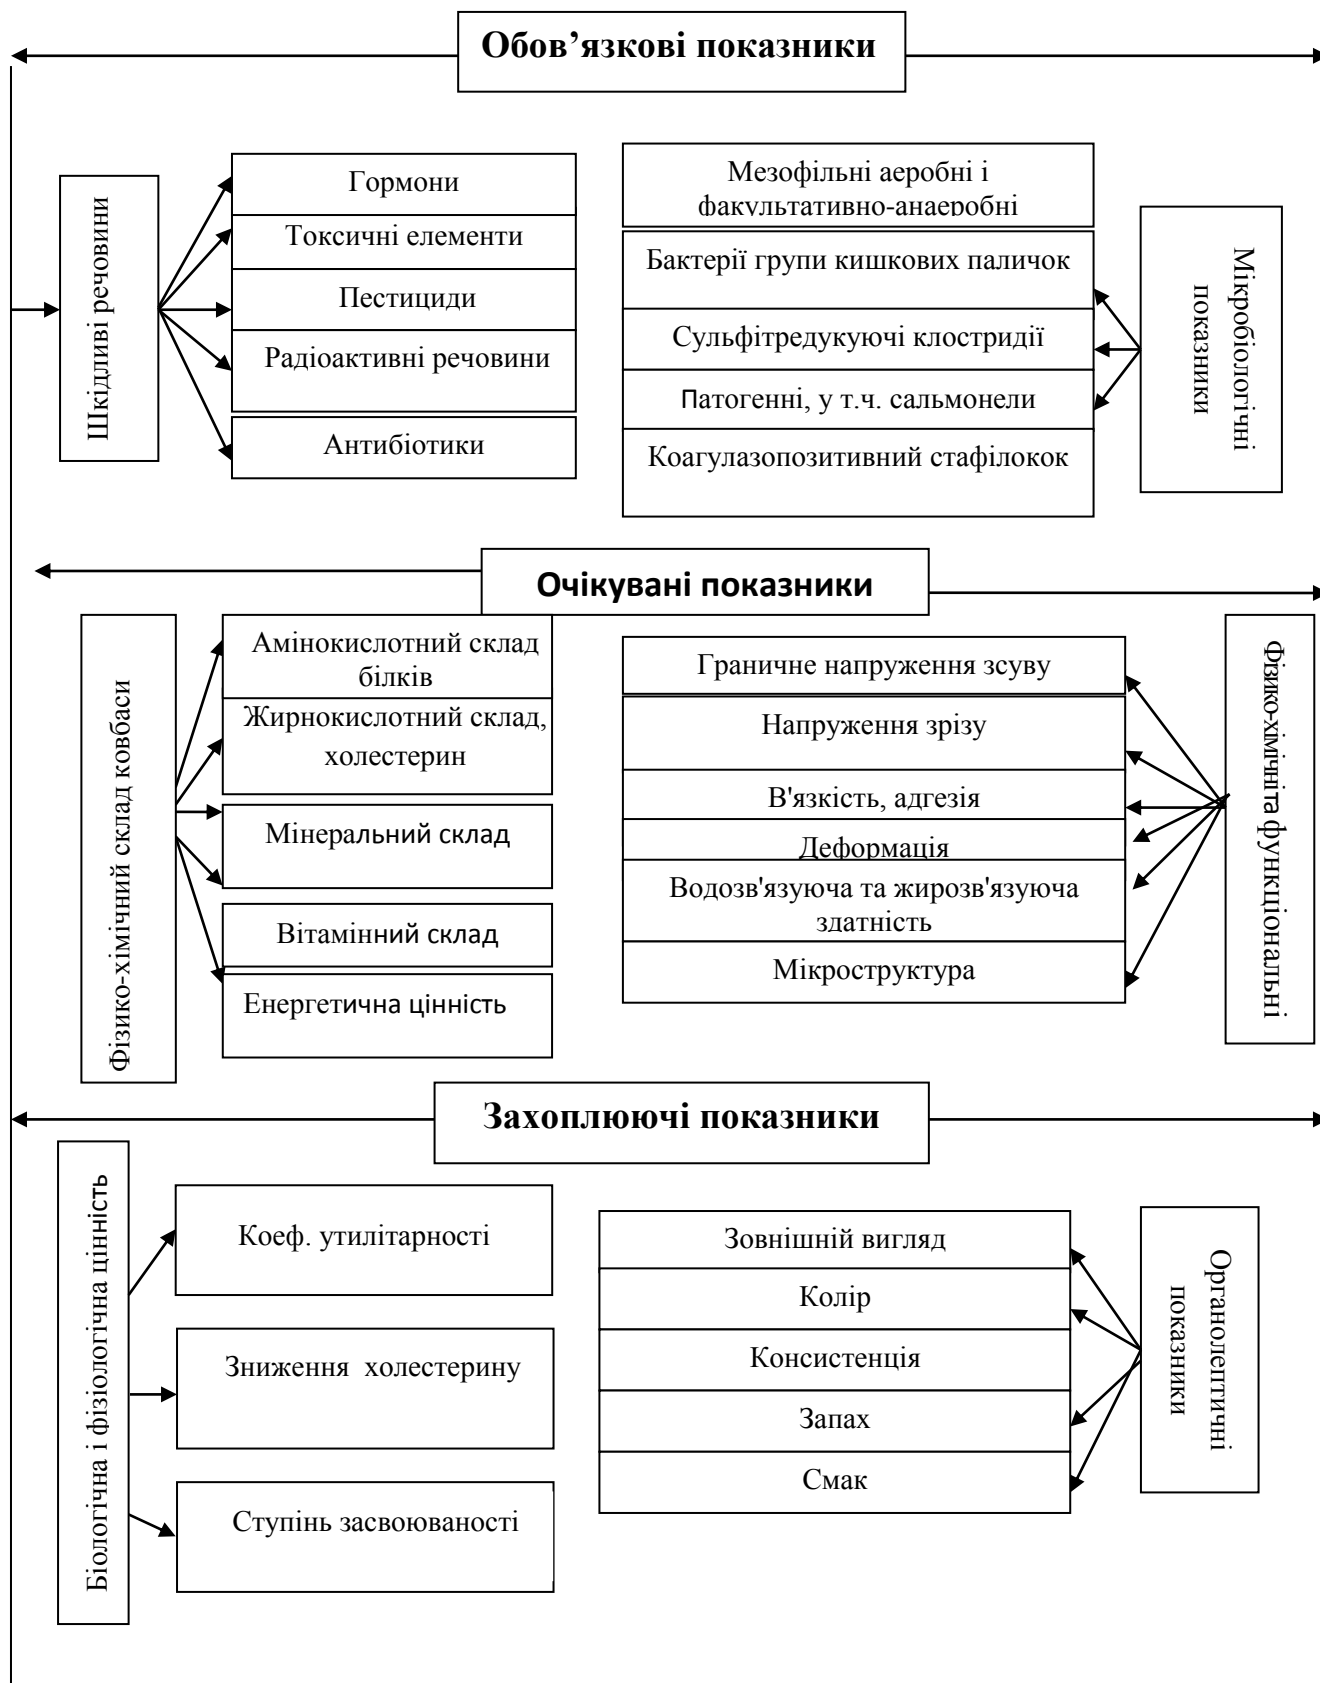 Обов’язкові показники
Шкідливі речовини
Гормони
Токсичні елементи
Пестициди
Радіоактивні речовини
Антибіотики
Мезофільні аеробні і
факультативно-анаеробні
Бактерії групи кишкових паличок
Сульфітредукуючі клостридії
Патогенні, у т.ч. сальмонели
Коагулазопозитивний стафілокок
Мікробіологічні
показники
Очікувані показники
Фізико-хімічний склад ковбаси
Амінокислотний склад
білків
Жирнокислотний склад,
холестерин
Мінеральний склад
Вітамінний склад
Енергетична цінність
Граничне напруження зсуву
Напруження зрізу
В'язкість, адгезія
Деформація
Водозв'язуюча та жирозв'язуюча
здатність
Мікроструктура
Фізико-хімічні та функціональні
Захоплюючі показники
Біологічна і фізіологічна цінність
Коеф. утилітарності
Зниження холестерину
Ступінь засвоюваності
Зовнішній вигляд
Колір
Консистенція
Запах
Смак
Органолептичні
показники